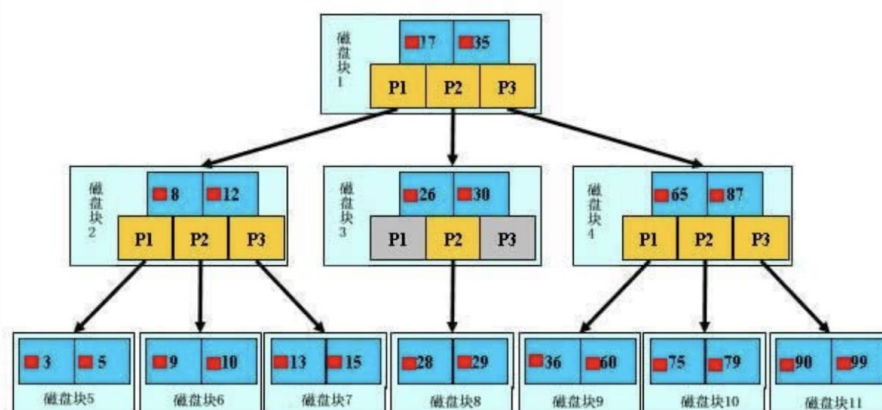 磁盘块1
17 35
P1 P2 P3
磁盘块2
8 12
P1 P2 P3
磁盘块3
26 30
P1 P2 P3
磁盘块4
65 87
P1 P2 P3
3 5
磁盘块5
9 10
磁盘块6
13 15
磁盘块7
28 29
磁盘块8
36 60
磁盘块9
75 79
磁盘块10
90 99
磁盘块11